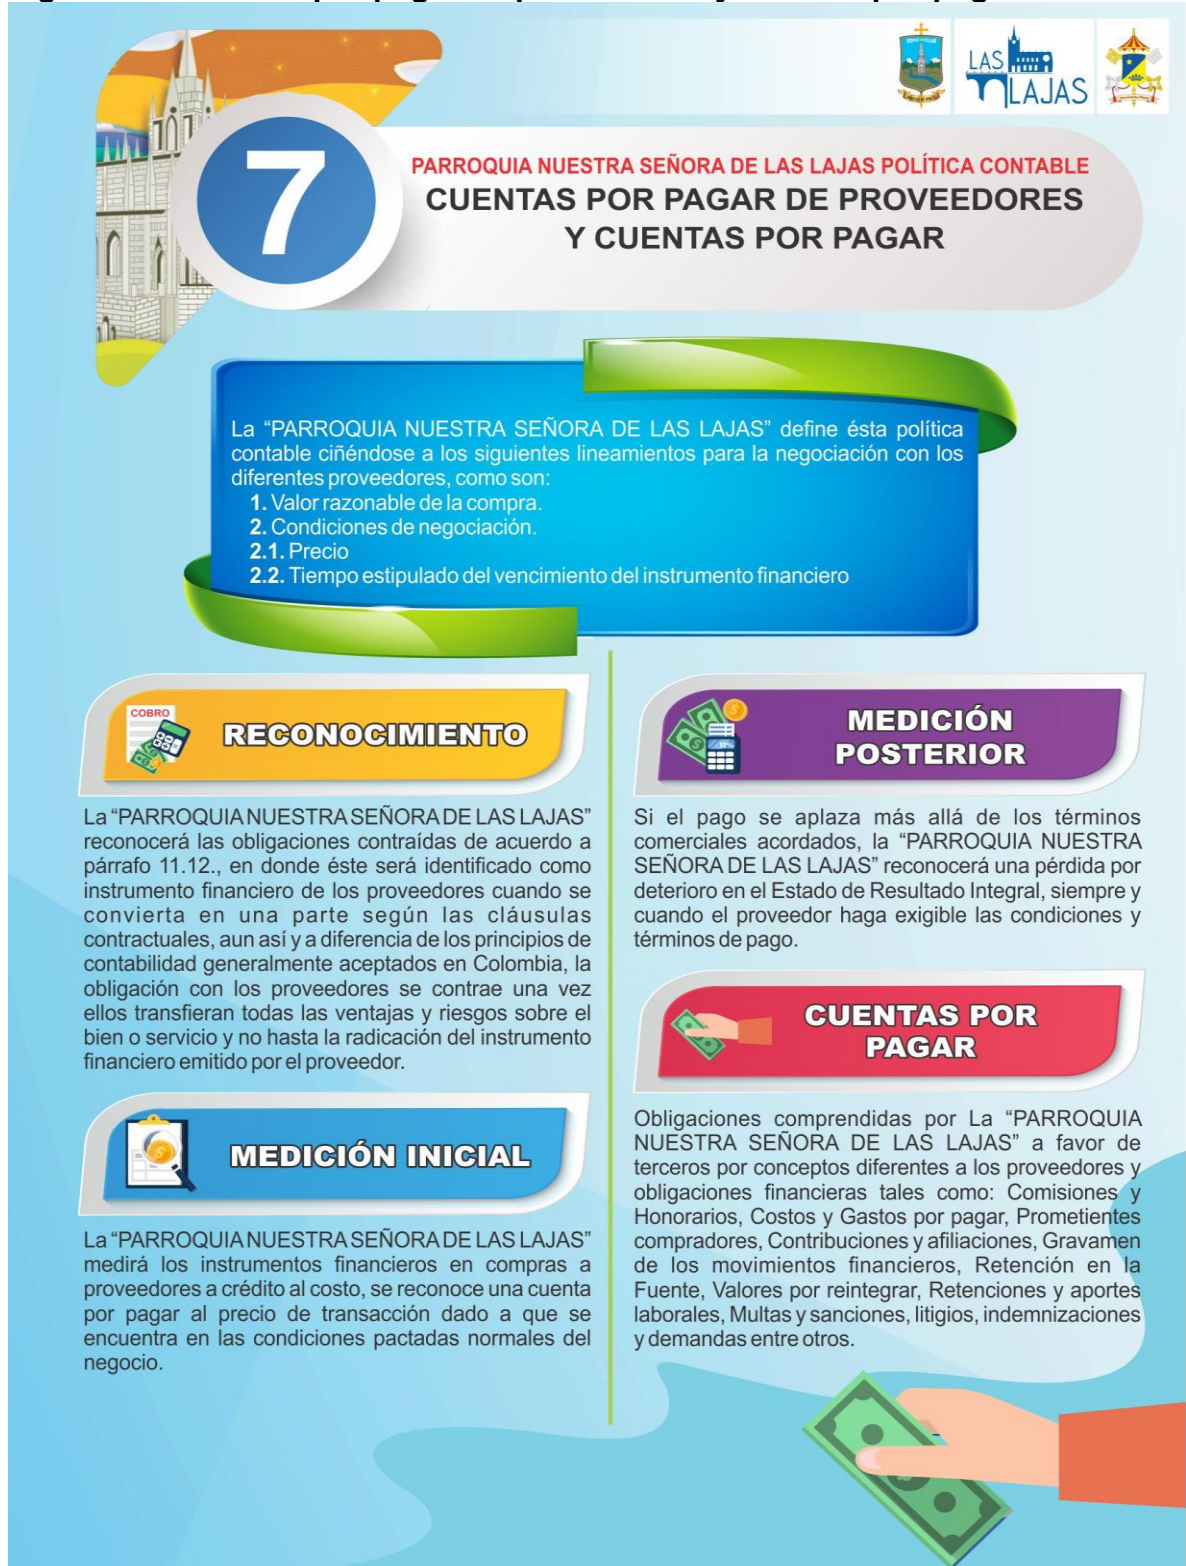 LAS
LAJAS
7
PARROQUIA NUESTRA SEÑORA DE LAS LAJAS POLÍTICA CONTABLE
CUENTAS POR PAGAR DE PROVEEDORES
Y CUENTAS POR PAGAR
La “PARROQUIA NUESTRA SEÑORA DE LAS LAJAS” define ésta política
contable ciñéndose a los siguientes lineamientos para la negociación con los
diferentes proveedores, como son:
1. Valor razonable de la compra.
2. Condiciones de negociación.
2.1. Precio
2.2. Tiempo estipulado del vencimiento del instrumento financiero
COBRO
RECONOCIMIENTO
La “PARROQUIA NUESTRA SEÑORA DE LAS LAJAS”
reconocerá las obligaciones contraídas de acuerdo a
párrafo 11.12., en donde éste será identificado como
instrumento financiero de los proveedores cuando se
convierta en una parte según las cláusulas
contractuales, aun así y a diferencia de los principios de
contabilidad generalmente aceptados en Colombia, la
obligación con los proveedores se contrae una vez
ellos transfieran todas las ventajas y riesgos sobre el
bien o servicio y no hasta la radicación del instrumento
financiero emitido por el proveedor.
MEDICIÓN INICIAL
La “PARROQUIA NUESTRA SEÑORA DE LAS LAJAS”
medirá los instrumentos financieros en compras a
proveedores a crédito al costo, se reconoce una cuenta
por pagar al precio de transacción dado a que se
encuentra en las condiciones pactadas normales del
negocio.
MEDICIÓN
POSTERIOR
Si el pago se aplaza más allá de los términos
comerciales acordados, la “PARROQUIA NUESTRA
SEÑORA DE LAS LAJAS” reconocerá una pérdida por
deterioro en el Estado de Resultado Integral, siempre y
cuando el proveedor haga exigible las condiciones y
términos de pago.
CUENTAS POR
PAGAR
Obligaciones comprendidas por La “PARROQUIA
NUESTRA SEÑORA DE LAS LAJAS” a favor de
terceros por conceptos diferentes a los proveedores y
obligaciones financieras tales como: Comisiones y
Honorarios, Costos y Gastos por pagar, Prometientes
compradores, Contribuciones y afiliaciones, Gravamen
de los movimientos financieros, Retención en la
Fuente, Valores por reintegrar, Retenciones y aportes
laborales, Multas y sanciones, litigios, indemnizaciones
y demandas entre otros.